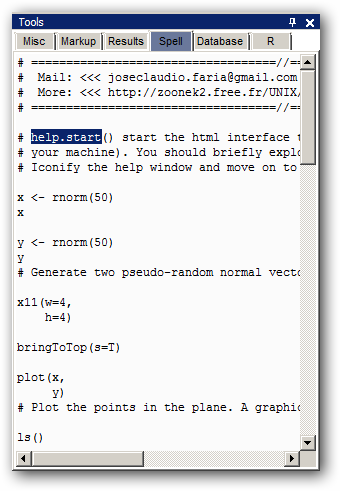 Tools
Misc Markup Results Spell Database R
# =====================================//==
#  Mail: <<< joseclaudio.faria@gmail.com
#  More: <<< http://zoonek2.free.fr/UNIX/
# =====================================//==
# help.start() start the html interface t
# your machine). You should briefly explo
# Iconify the help window and move on to
x <- rnorm(50)
x
y <- rnorm(50)
y
# Generate two pseudo-random normal vecto
x11(w=4,
    h=4)
bringToTop(s=T)
plot(x,
     y)
# Plot the points in the plane. A graphic
ls()